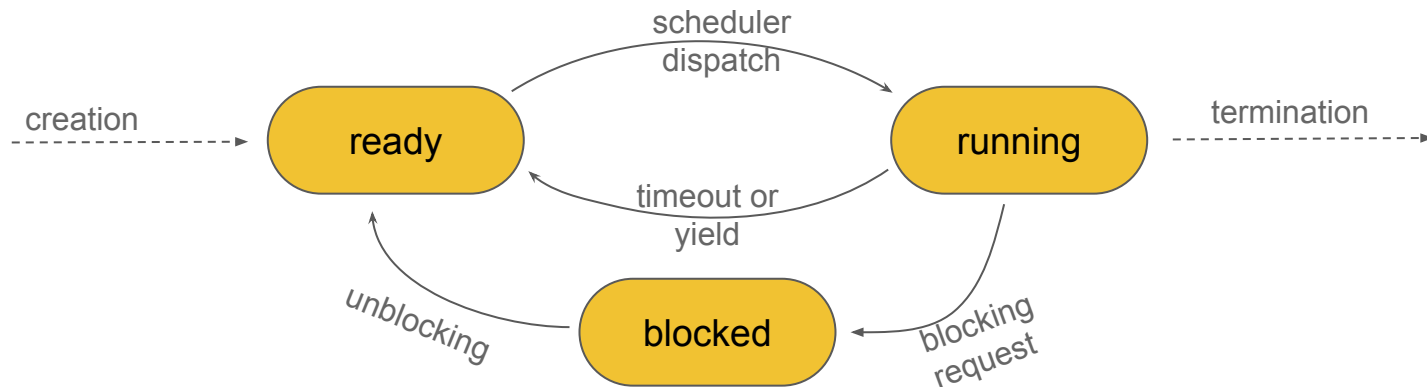 scheduler
dispatch
creation
ready
running
termination
timeout or
yield
unblocking
blocked
blocking
request